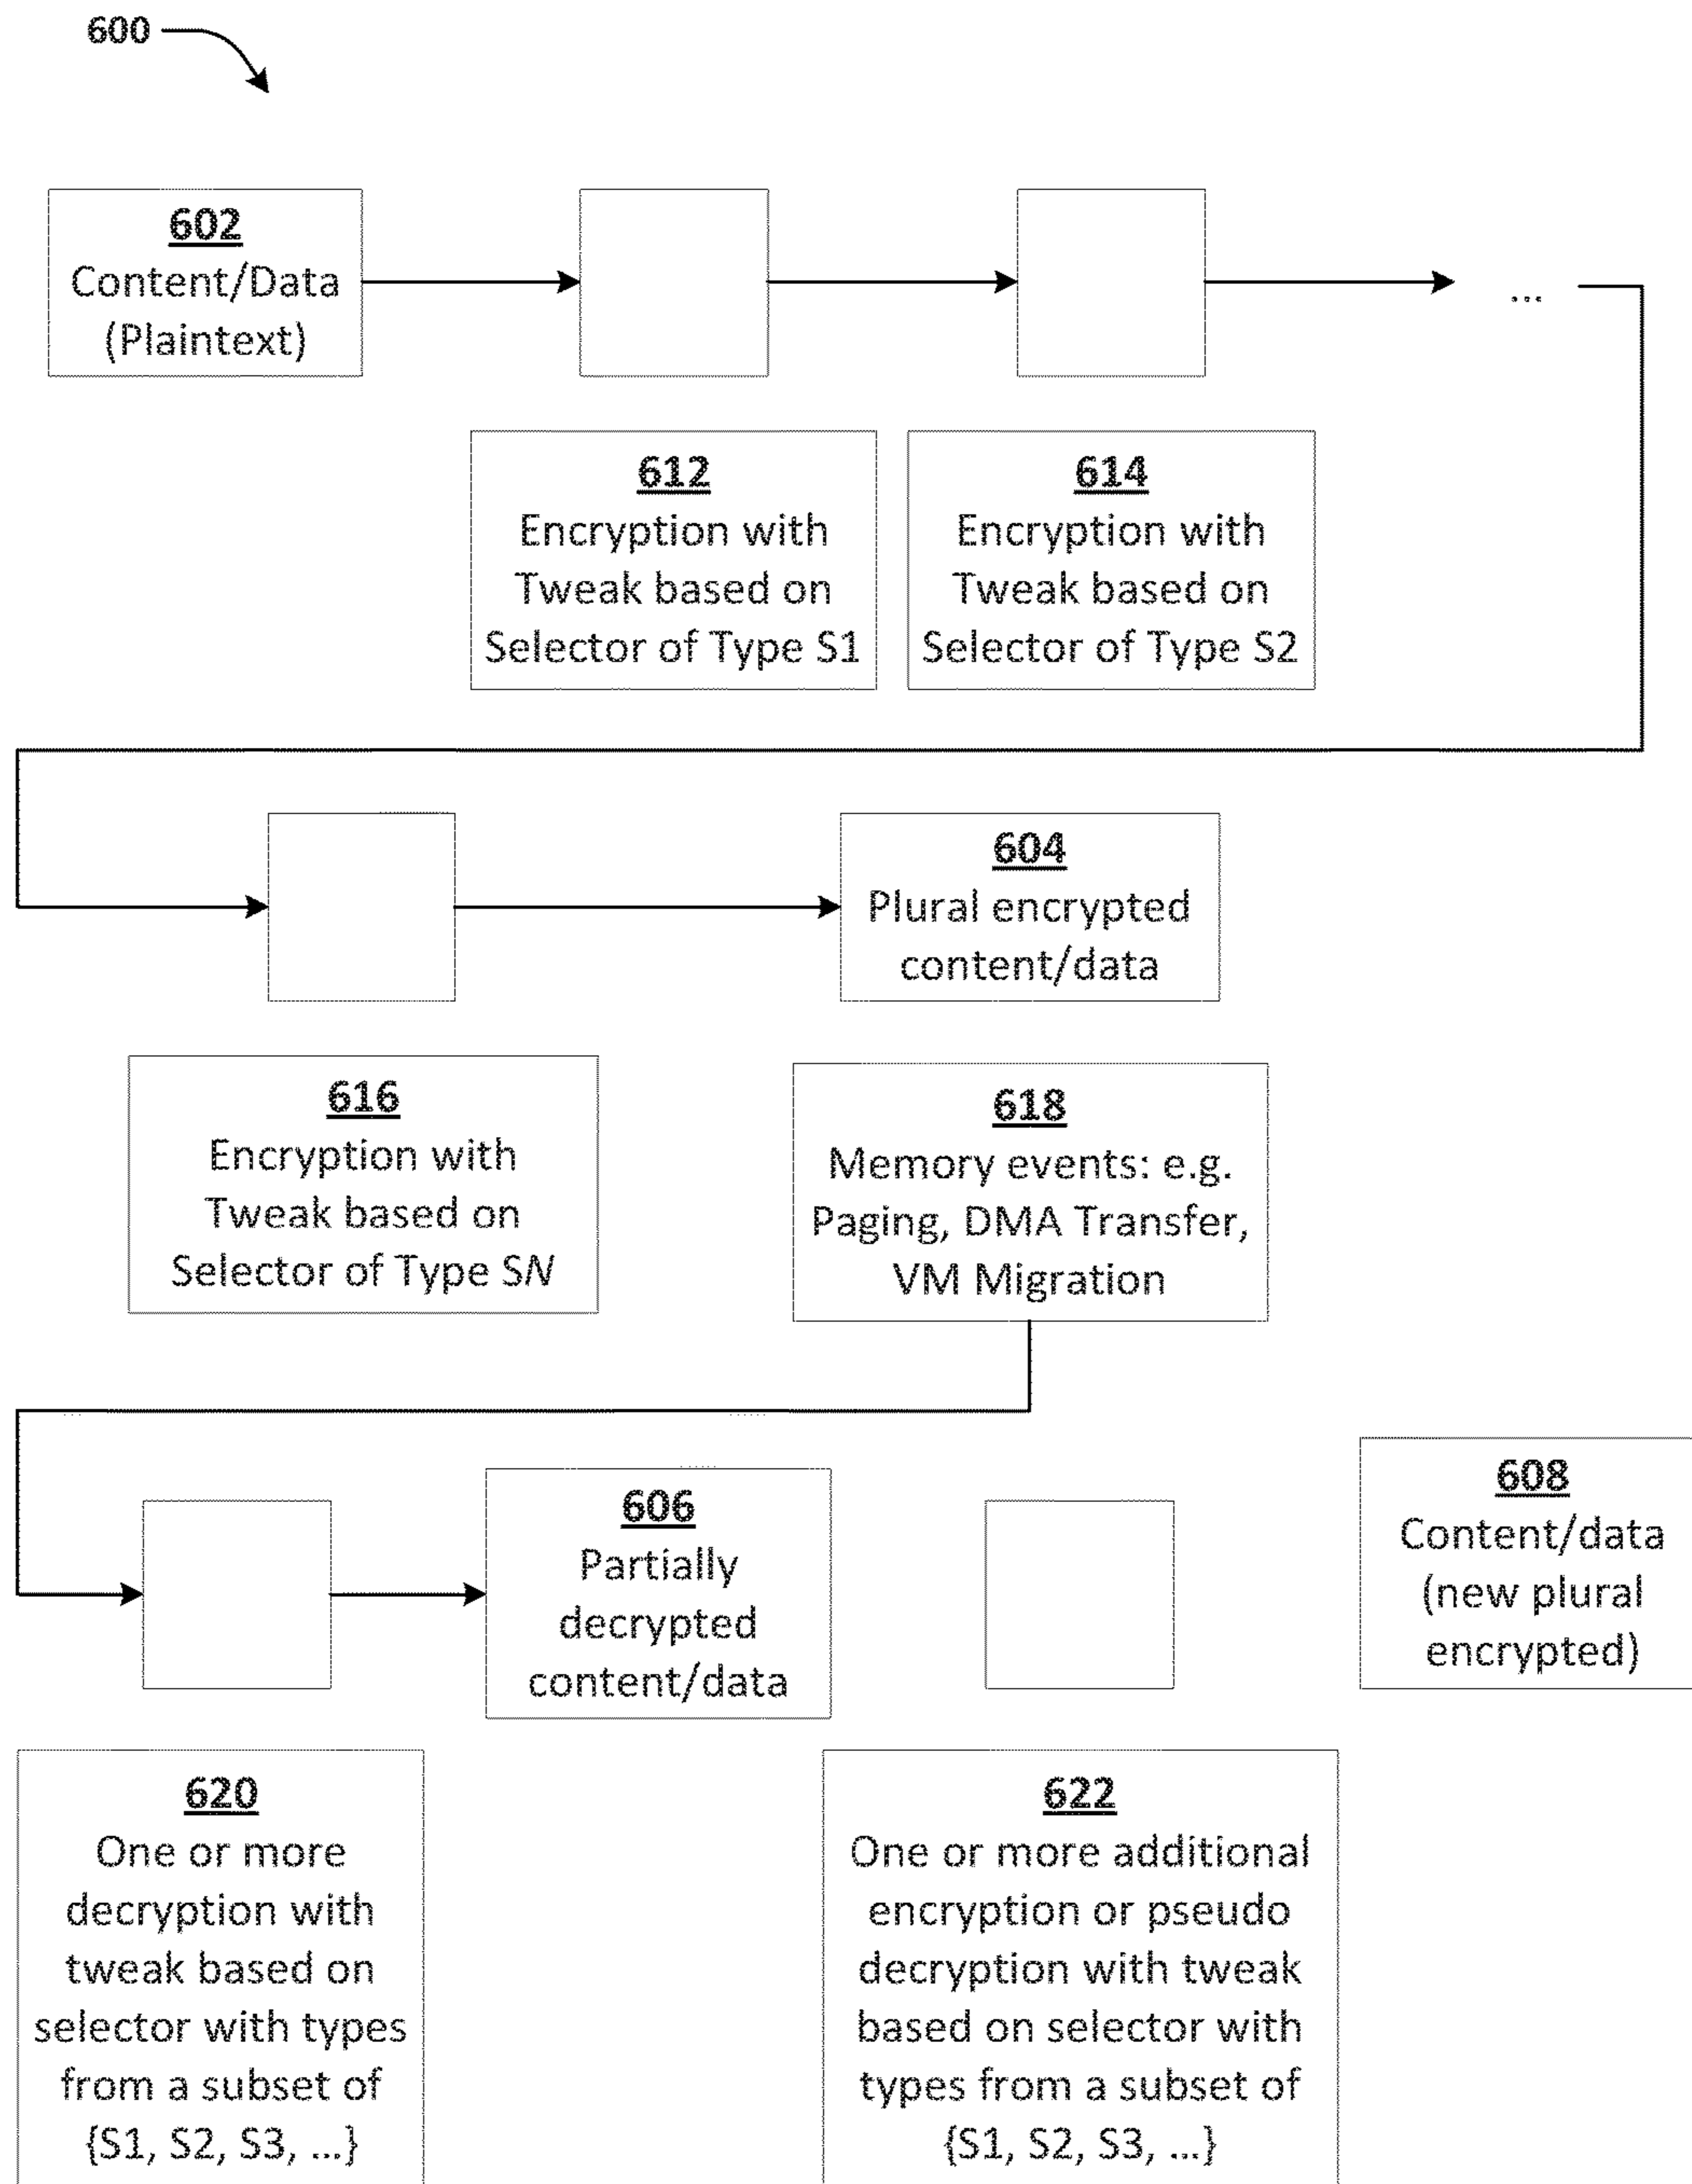 600
602
Content/Data
(Plaintext)
...
612
Encryption with
Tweak based on
Selector of Type S1
614
Encryption with
Tweak based on
Selector of Type S2
604
Plural encrypted
content/data
616
Encryption with
Tweak based on
Selector of Type SN
618
Memory events: e.g.
Paging, DMA Transfer,
VM Migration
606
Partially
decrypted
content/data
608
Content/data
(new plural
encrypted)
620
One or more
decryption with
tweak based on
selector with types
from a subset of
{S1, S2, S3, ...}
622
One or more additional
encryption or pseudo
decryption with tweak
based on selector with
types from a subset of
{S1, S2, S3, ...}